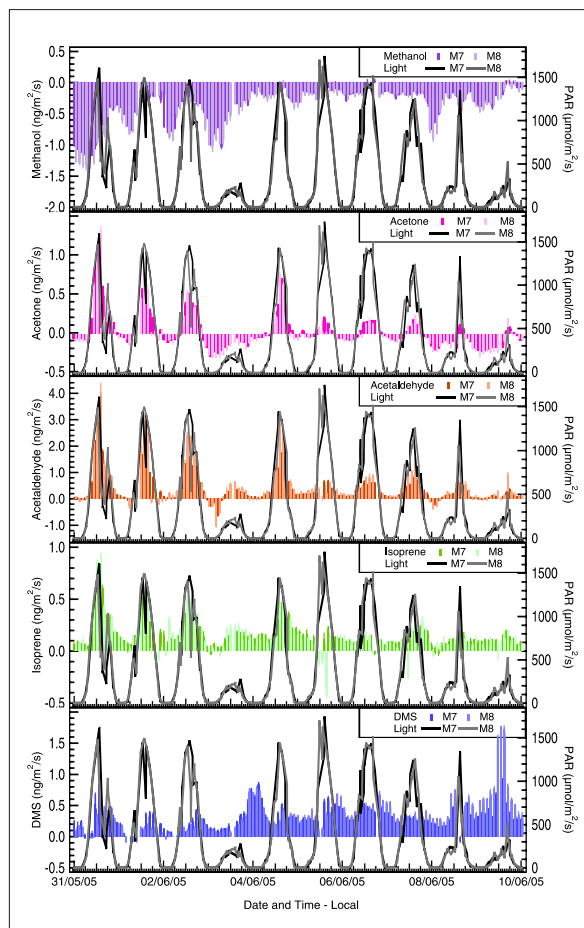 Methanol M7 M8
Light M7 M8
Methanol (ng/m²/s)
0.5
0.0
-0.5
-1.0
-1.5
-2.0
PAR (µmol/m²/s)
1500
1000
500
0
Acetone M7 M8
Light M7 M8
Acetone (ng/m²/s)
1.0
0.5
0.0
-0.5
PAR (µmol/m²/s)
1500
1000
500
0
Acetaldehyde M7 M8
Light M7 M8
Acetaldehyde (ng/m²/s)
4.0
3.0
2.0
1.0
0.0
-1.0
PAR (µmol/m²/s)
1500
1000
500
0
Isoprene M7 M8
Light M7 M8
Isoprene (ng/m²/s)
1.0
0.5
0.0
-0.5
PAR (µmol/m²/s)
1500
1000
500
0
DMS M7 M8
Light M7 M8
DMS (ng/m²/s)
1.5
1.0
0.5
0.0
-0.5
PAR (µmol/m²/s)
1500
1000
500
0
31/05/05 02/06/05 04/06/05 06/06/05 08/06/05 10/06/05
Date and Time - Local